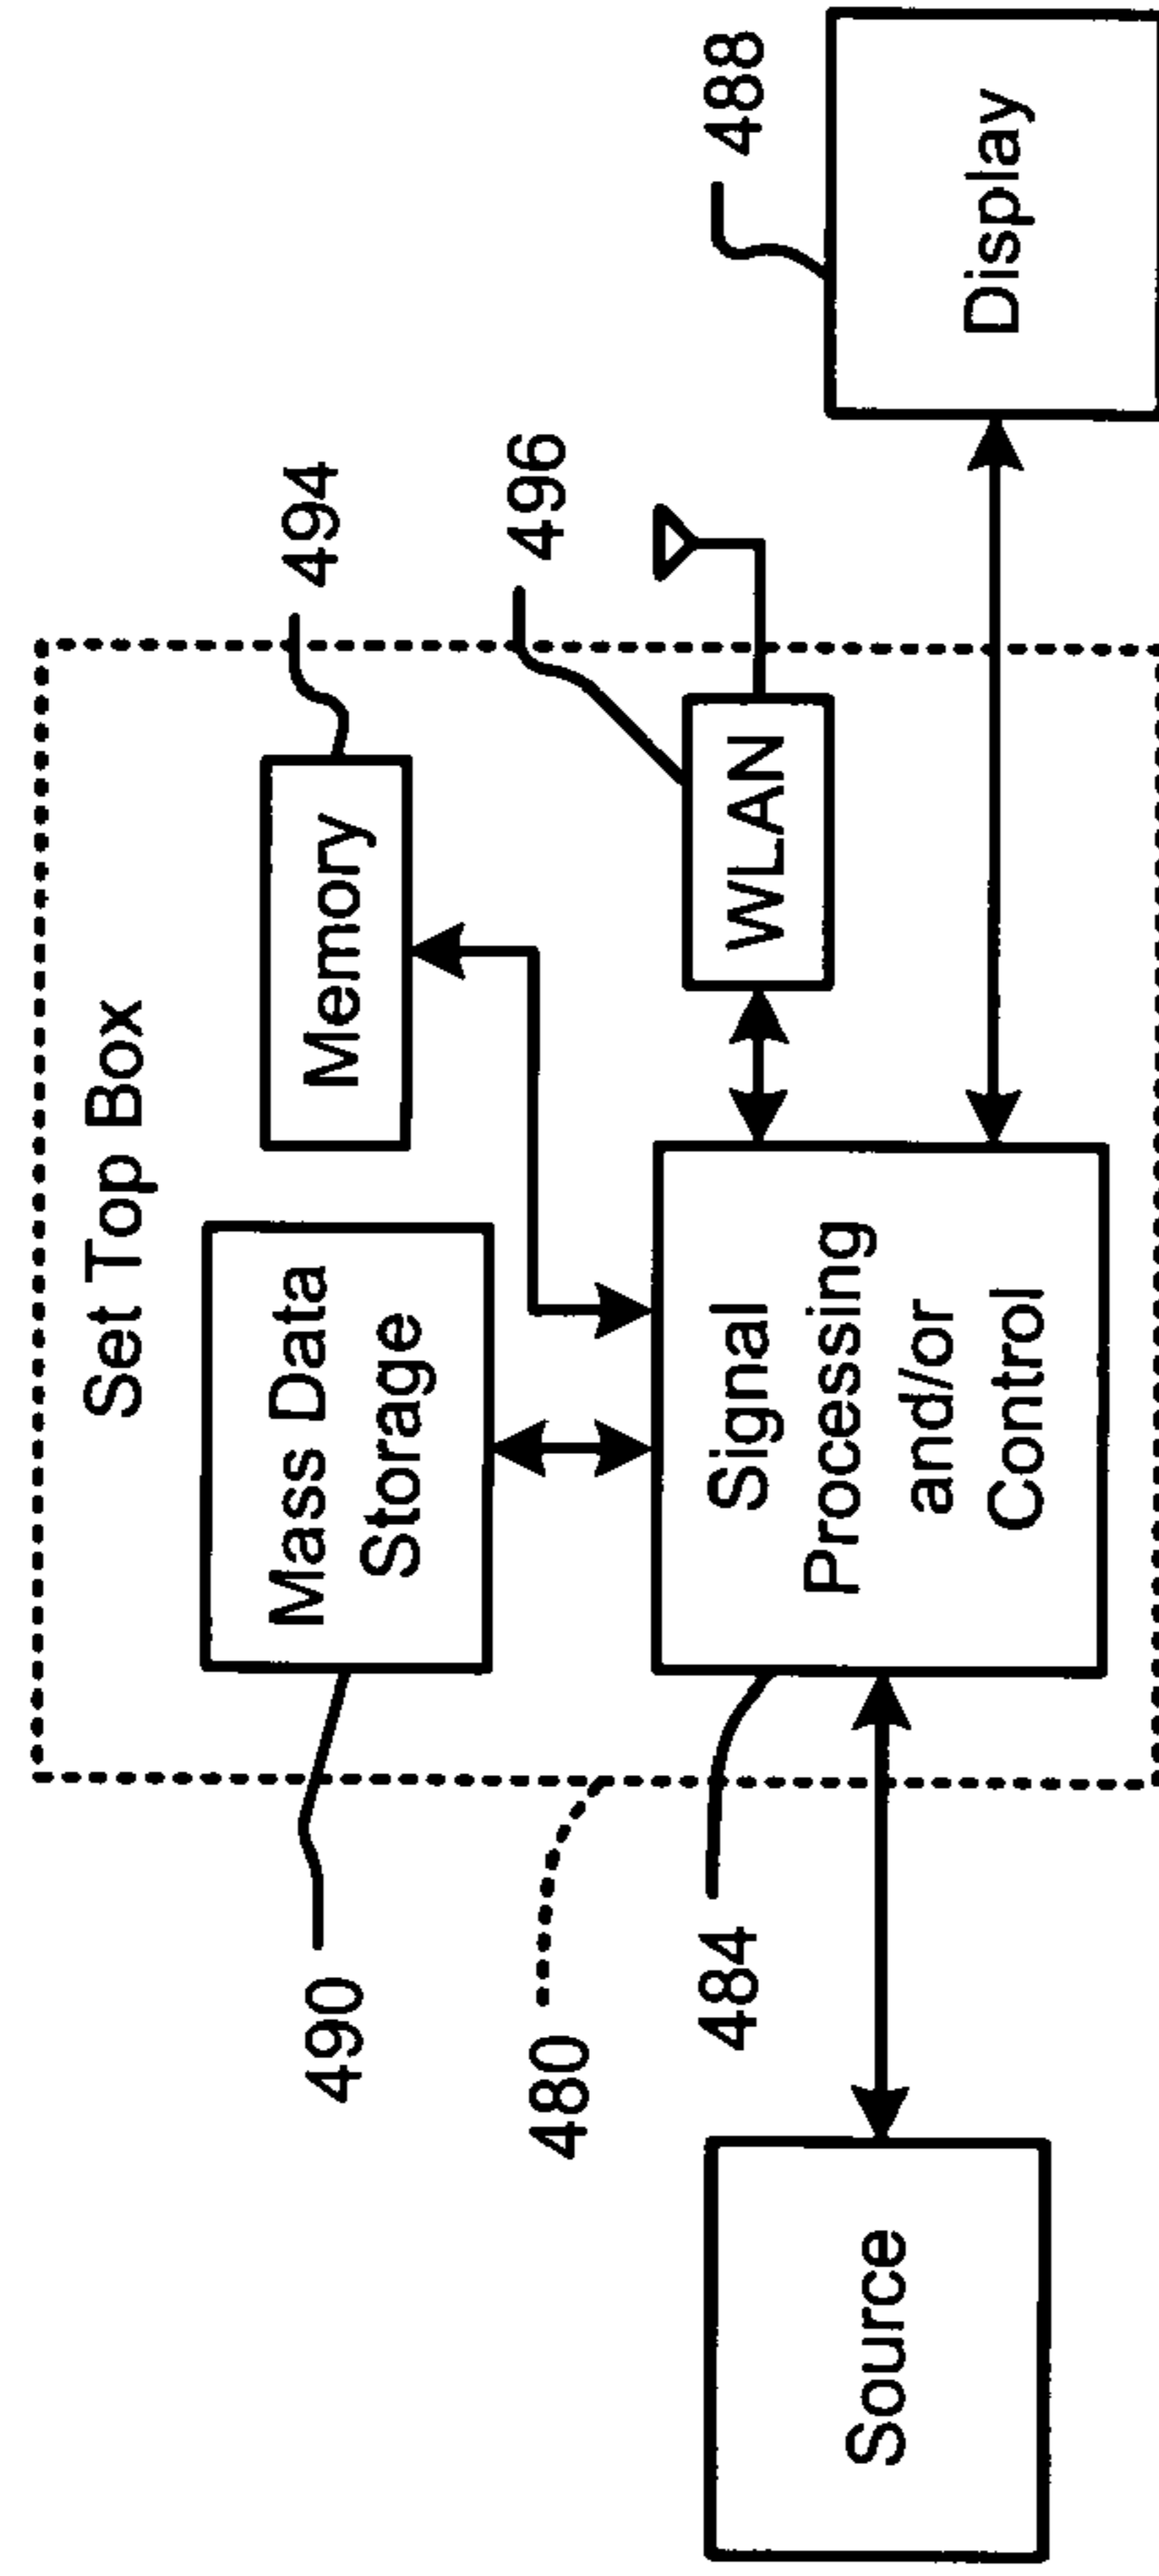 Set Top Box
490
Mass Data
Storage
Memory
494
480
496
484
Signal
Processing
and/or
Control
WLAN
488
Source
Display